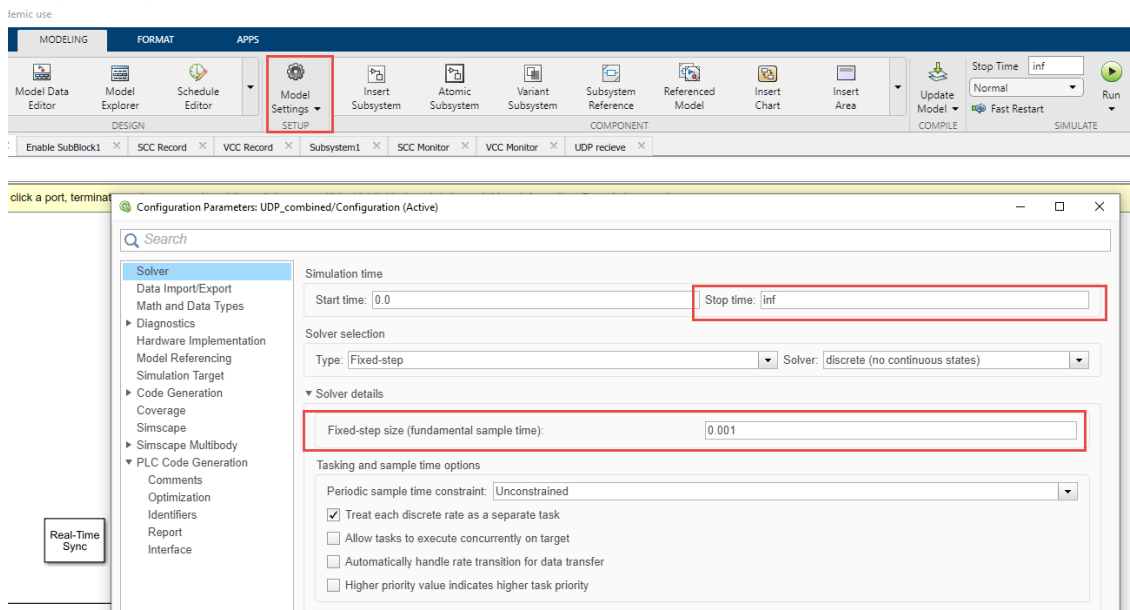 demic use
MODELING FORMAT APPS
Model Data Editor Model Explorer Schedule Editor Model Settings Insert Subsystem Atomic Subsystem Variant Subsystem Subsystem Reference Referenced Model Insert Chart Insert Area Update Model Stop Time inf
Normal Run
Fast Restart
DESIGN SETUP COMPONENT COMPILE SIMULATE
Enable SubBlock1 SCC Record VCC Record Subsystem1 SCC Monitor VCC Monitor UDP recieve
click a port, terminat
Configuration Parameters: UDP_combined/Configuration (Active)
Search
Solver
Data Import/Export
Math and Data Types
Diagnostics
Hardware Implementation
Model Referencing
Simulation Target
Code Generation
Coverage
Simscape
Simscape Multibody
PLC Code Generation
Comments
Optimization
Identifiers
Report
Interface
Simulation time
Start time: 0.0 Stop time: inf
Solver selection
Type: Fixed-step Solver: discrete (no continuous states)
Solver details
Fixed-step size (fundamental sample time): 0.001
Tasking and sample time options
Periodic sample time constraint: Unconstrained
Treat each discrete rate as a separate task
Allow tasks to execute concurrently on target
Automatically handle rate transition for data transfer
Higher priority value indicates higher task priority
Real-Time
Sync